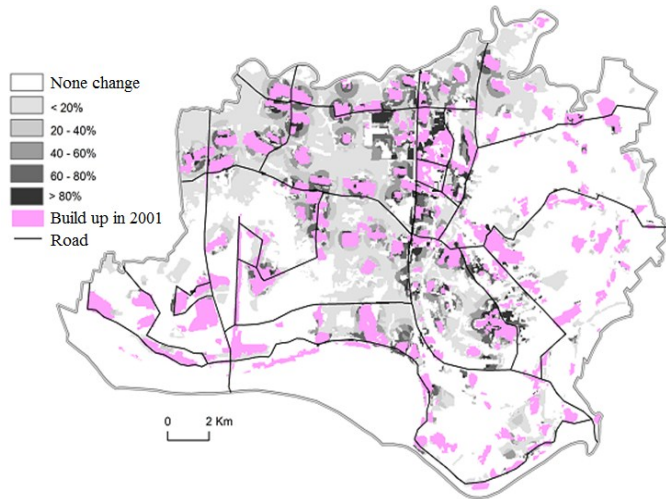 None change
< 20%
20 - 40%
40 - 60%
60 - 80%
> 80%
Build up in 2001
Road
0 2 Km